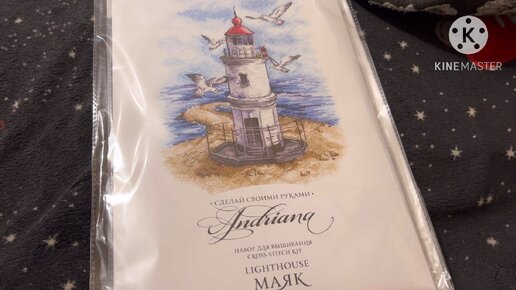 KINEMASTER
• СДЕЛАЙ СВОИМИ РУКАМИ •
Andriana
НАБОР ДЛЯ ВЫШИВАНИЯ
CROSS-STITCH KIT
LIGHTHOUSE
МАЯК